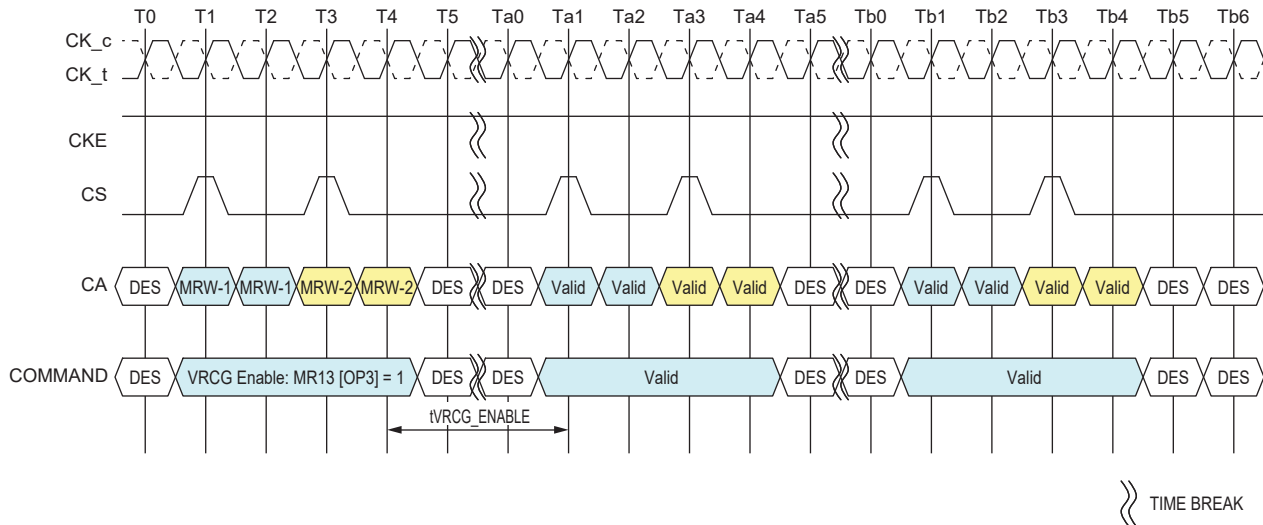 T0 T1 T2 T3 T4 T5 Ta0 Ta1 Ta2 Ta3 Ta4 Ta5 Tb0 Tb1 Tb2 Tb3 Tb4 Tb5 Tb6
CK_c
CK_t
CKE
CS
CA DES MRW-1 MRW-1 MRW-2 MRW-2 DES DES Valid Valid Valid Valid DES DES Valid Valid Valid Valid DES DES
COMMAND DES VRCG Enable: MR13 [OP3] = 1 DES DES Valid DES DES Valid DES DES
tVRCG_ENABLE
TIME BREAK